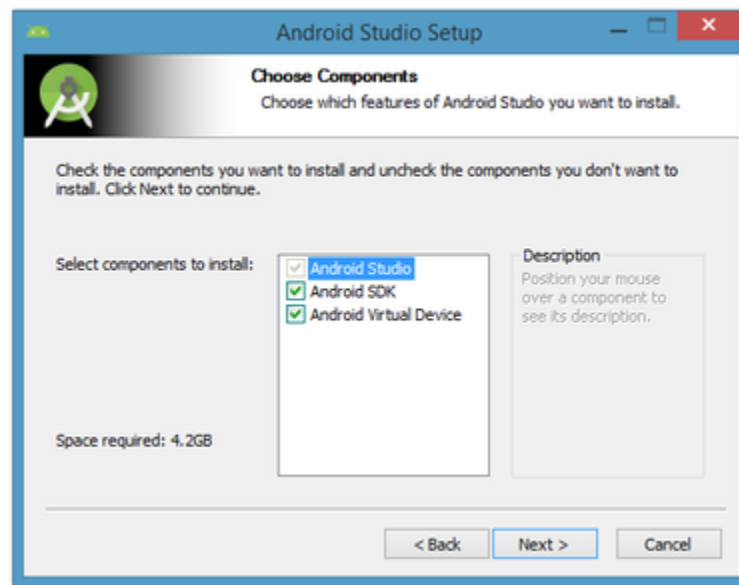 Android Studio Setup
Choose Components
Choose which features of Android Studio you want to install.
Check the components you want to install and uncheck the components you don't want to
install. Click Next to continue.
Select components to install:
Android Studio
Android SDK
Android Virtual Device
Description
Position your mouse
over a component to
see its description.
Space required: 4.2GB
< Back
Next >
Cancel